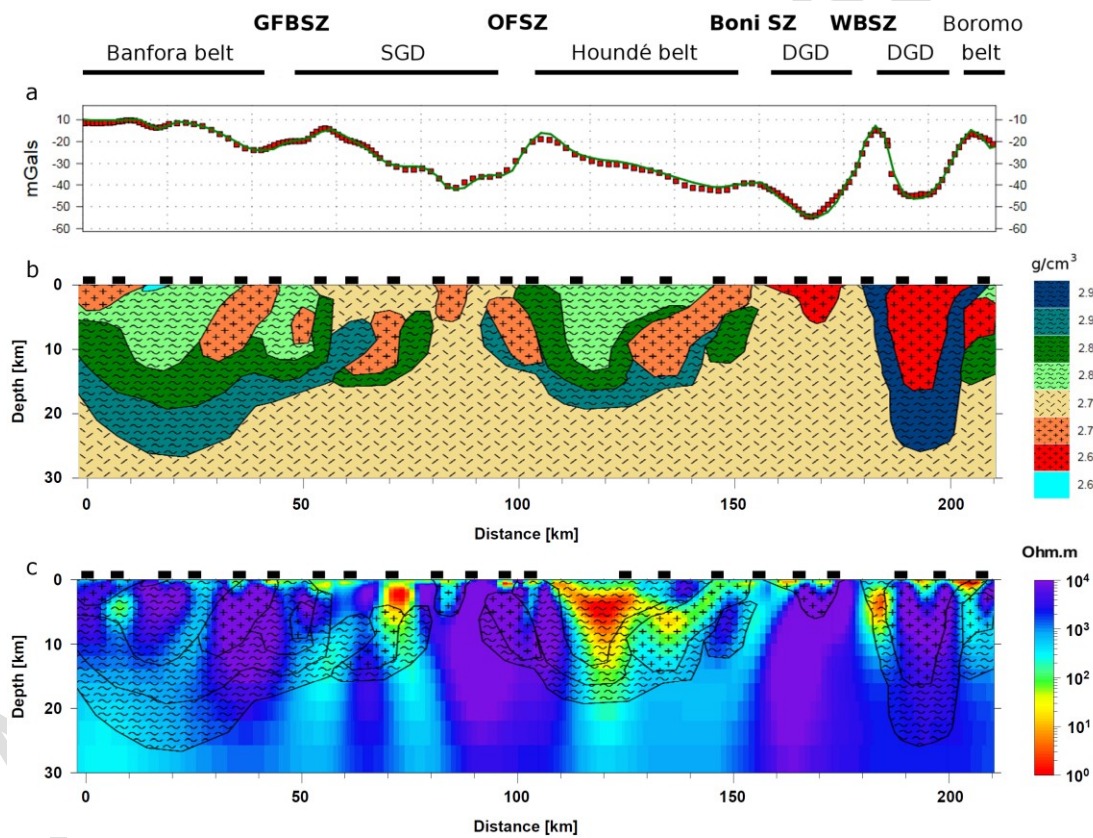 GFBSZ OFSZ Boni SZ WBSZ Boromo
Banfora belt SGD Houndé belt DGD DGD belt
a
10 -10
-20 -20
-30 -30
-40 -40
-50 -50
-60 -60
mGals
b
g/cm³
0
10
20
30
Depth [km]
2.9
2.9
2.8
2.8
2.7
2.7
2.6
2.6
0 50 100 150 200
Distance [km]
c
Ohm.m
0
10
20
30
Depth [km]
10⁴
10³
10²
10¹
10⁰
0 50 100 150 200
Distance [km]